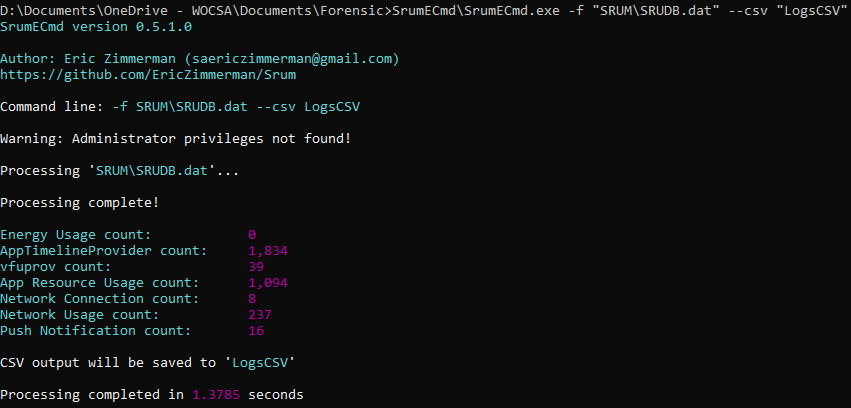 D:\Documents\OneDrive - WOCSA\Documents\Forensic>SrumECmd\SrumECmd.exe -f "SRUM\SRUDB.dat" --csv "LogsCSV"
SrumECmd version 0.5.1.0
Author: Eric Zimmerman (saericzimmerman@gmail.com)
https://github.com/EricZimmerman/Srum
Command line: -f SRUM\SRUDB.dat --csv LogsCSV
Warning: Administrator privileges not found!
Processing 'SRUM\SRUDB.dat'...
Processing complete!
Energy Usage count: 0
AppTimelineProvider count: 1,834
vfuprov count: 39
App Resource Usage count: 1,094
Network Connection count: 8
Network Usage count: 237
Push Notification count: 16
CSV output will be saved to 'LogsCSV'
Processing completed in 1.3785 seconds